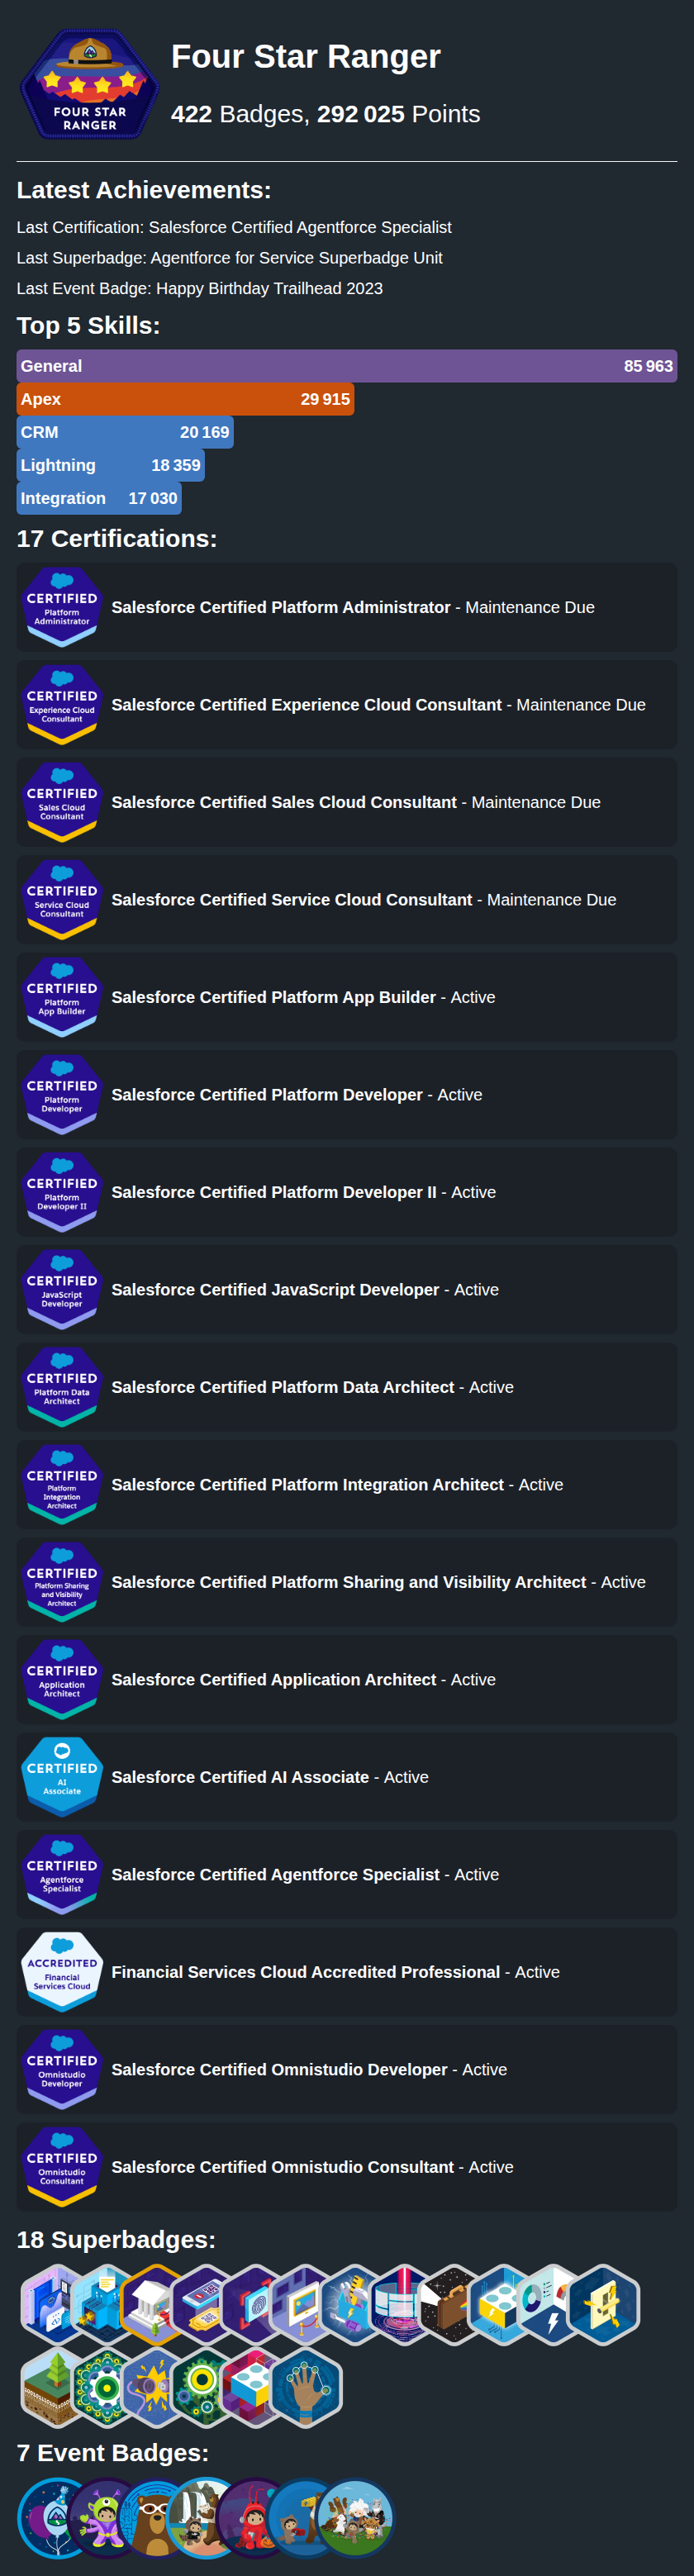 FOUR STAR
RANGER
Four Star Ranger
422 Badges, 292 025 Points
Latest Achievements:
Last Certification: Salesforce Certified Agentforce Specialist
Last Superbadge: Agentforce for Service Superbadge Unit
Last Event Badge: Happy Birthday Trailhead 2023
Top 5 Skills:
General 85 963
Apex 29 915
CRM 20 169
Lightning 18 359
Integration 17 030
17 Certifications:
CERTIFIED
Platform
Administrator
Salesforce Certified Platform Administrator - Maintenance Due
CERTIFIED
Experience Cloud
Consultant
Salesforce Certified Experience Cloud Consultant - Maintenance Due
CERTIFIED
Sales Cloud
Consultant
Salesforce Certified Sales Cloud Consultant - Maintenance Due
CERTIFIED
Service Cloud
Consultant
Salesforce Certified Service Cloud Consultant - Maintenance Due
CERTIFIED
Platform
App Builder
Salesforce Certified Platform App Builder - Active
CERTIFIED
Platform
Developer
Salesforce Certified Platform Developer - Active
CERTIFIED
Platform
Developer II
Salesforce Certified Platform Developer II - Active
CERTIFIED
JavaScript
Developer
Salesforce Certified JavaScript Developer - Active
CERTIFIED
Platform Data
Architect
Salesforce Certified Platform Data Architect - Active
CERTIFIED
Platform
Integration
Architect
Salesforce Certified Platform Integration Architect - Active
CERTIFIED
Platform Sharing
and Visibility
Architect
Salesforce Certified Platform Sharing and Visibility Architect - Active
CERTIFIED
Application
Architect
Salesforce Certified Application Architect - Active
CERTIFIED
AI
Associate
Salesforce Certified AI Associate - Active
CERTIFIED
Agentforce
Specialist
Salesforce Certified Agentforce Specialist - Active
ACCREDITED
Financial
Services Cloud
Financial Services Cloud Accredited Professional - Active
CERTIFIED
Omnistudio
Developer
Salesforce Certified Omnistudio Developer - Active
CERTIFIED
Omnistudio
Consultant
Salesforce Certified Omnistudio Consultant - Active
18 Superbadges:
7 Event Badges: